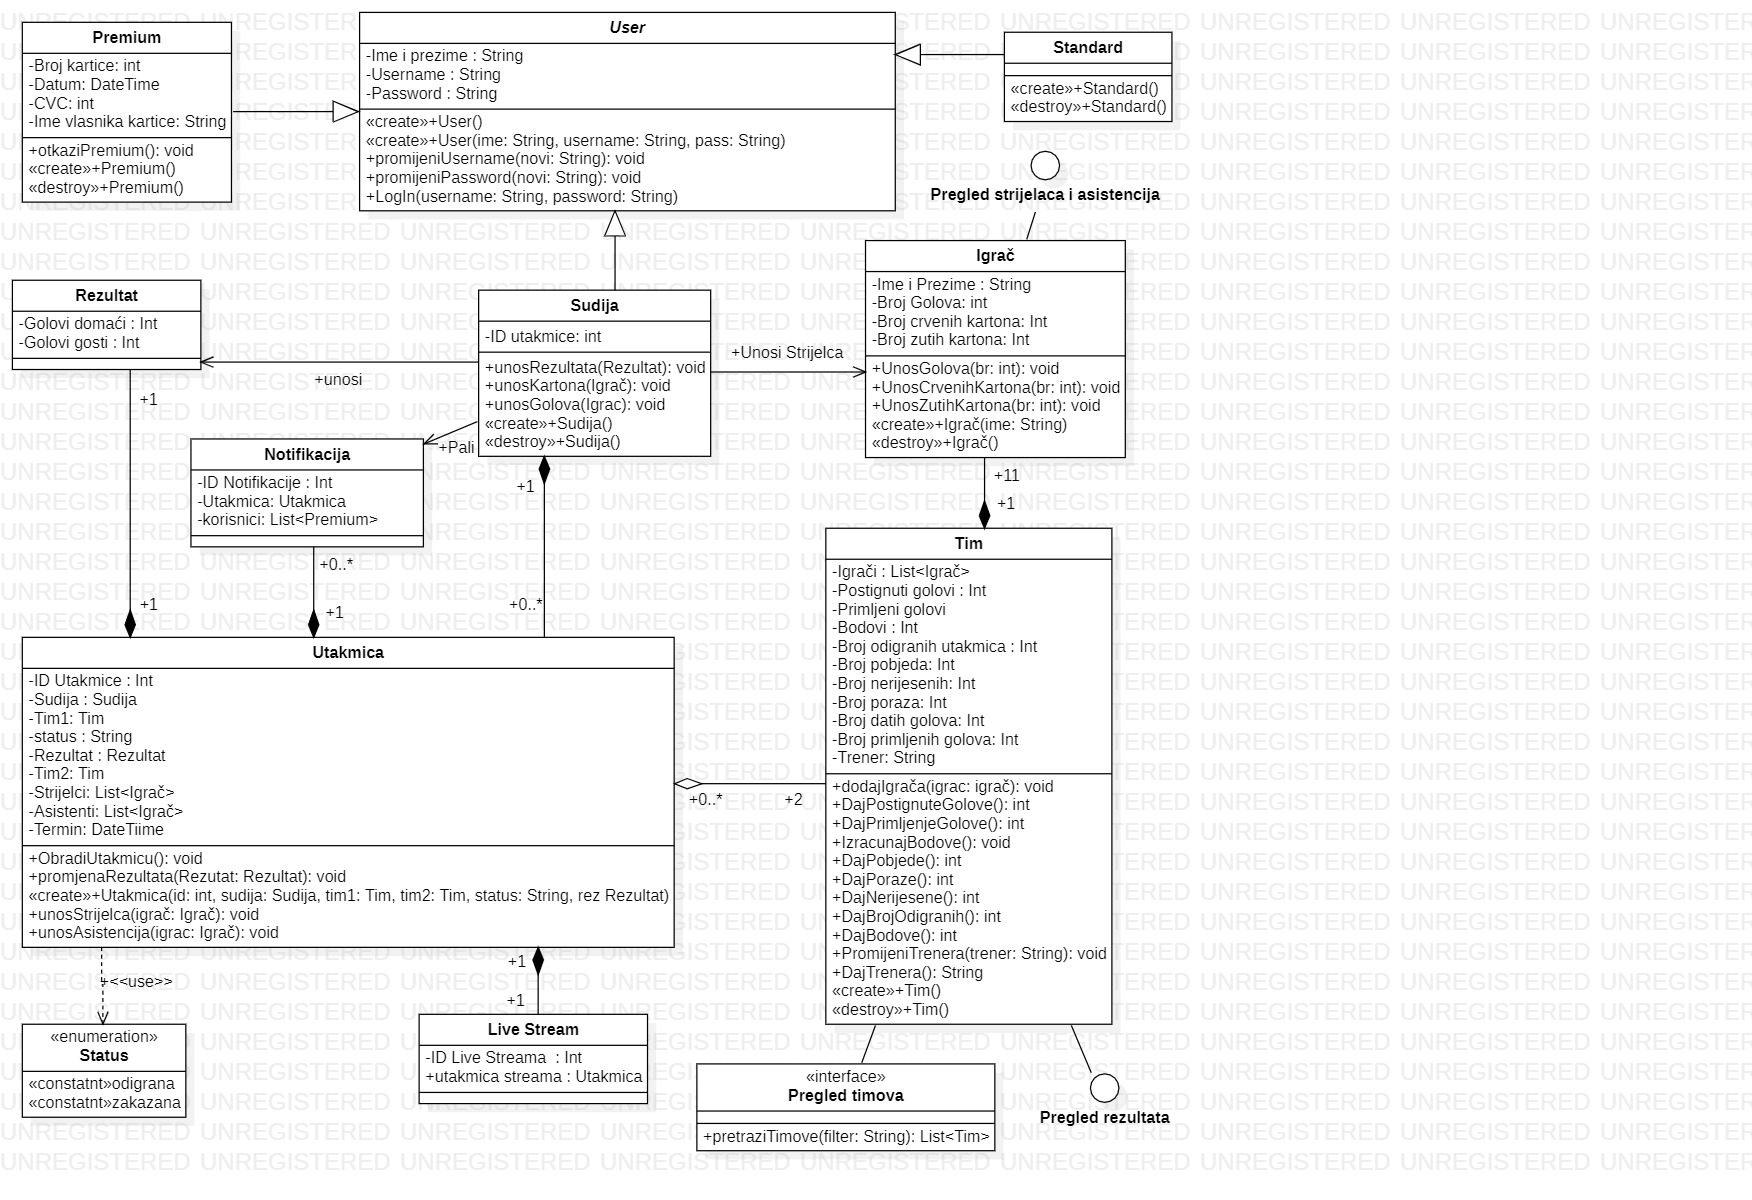 Premium
-Broj kartice: int
-Datum: DateTime
-CVC: int
-Ime vlasnika kartice: String
+otkaziPremium(): void
«create»+Premium()
«destroy»+Premium()
User
-Ime i prezime : String
-Username : String
-Password : String
«create»+User()
«create»+User(ime: String, username: String, pass: String)
+promijeniUsername(novi: String): void
+promijeniPassword(novi: String): void
+LogIn(username: String, password: String)
Standard
«create»+Standard()
«destroy»+Standard()
Pregled strijelaca i asistencija
Rezultat
-Golovi domaći : Int
-Golovi gosti : Int
+unosi
Sudija
-ID utakmice: int
+unosRezultata(Rezultat): void
+unosKartona(Igrač): void
+unosGolova(Igrac): void
«create»+Sudija()
«destroy»+Sudija()
+Unosi Strijelca
Igrač
-Ime i Prezime : String
-Broj Golova: int
-Broj crvenih kartona: Int
-Broj zutih kartona: Int
+UnosGolova(br: int): void
+UnosCrvenihKartona(br: int): void
+UnosZutihKartona(br: int): void
«create»+Igrač(ime: String)
«destroy»+Igrač()
+1
+Pali
Notifikacija
-ID Notifikacije : Int
-Utakmica: Utakmica
-korisnici: List<Premium>
+1
+11
+1
+0..*
+1
+1
+0..*
Utakmica
-ID Utakmice : Int
-Sudija : Sudija
-Tim1: Tim
-status : String
-Rezultat : Rezultat
-Tim2: Tim
-Strijelci: List<Igrač>
-Asistenti: List<Igrač>
-Termin: DateTiime
+ObradiUtakmicu(): void
+promjenaRezultata(Rezutat: Rezultat): void
«create»+Utakmica(id: int, sudija: Sudija, tim1: Tim, tim2: Tim, status: String, rez Rezultat)
+unosStrijelca(igrač: Igrač): void
+unosAsistencija(igrac: Igrač): void
+0..*
+2
Tim
-Igrači : List<Igrač>
-Postignuti golovi : Int
-Primljeni golovi
-Bodovi : Int
-Broj odigranih utakmica : Int
-Broj pobjeda: Int
-Broj nerijesenih: Int
-Broj poraza: Int
-Broj datih golova: Int
-Broj primljenih golova: Int
-Trener: String
+dodajIgrača(igrac: igrač): void
+DajPostignuteGolove(): int
+DajPrimljenjeGolove(): int
+IzracunajBodove(): void
+DajPobjede(): int
+DajPoraze(): int
+DajNerijesene(): int
+DajBrojOdigranih(): int
+DajBodove(): int
+PromijeniTrenera(trener: String): void
+DajTrenera(): String
«create»+Tim()
«destroy»+Tim()
+<<use>>
«enumeration»
Status
«constatnt»odigrana
«constatnt»zakazana
+1
+1
Live Stream
-ID Live Streama : Int
+utakmica streama : Utakmica
«interface»
Pregled timova
+pretraziTimove(filter: String): List<Tim>
Pregled rezultata
UNREGISTERED